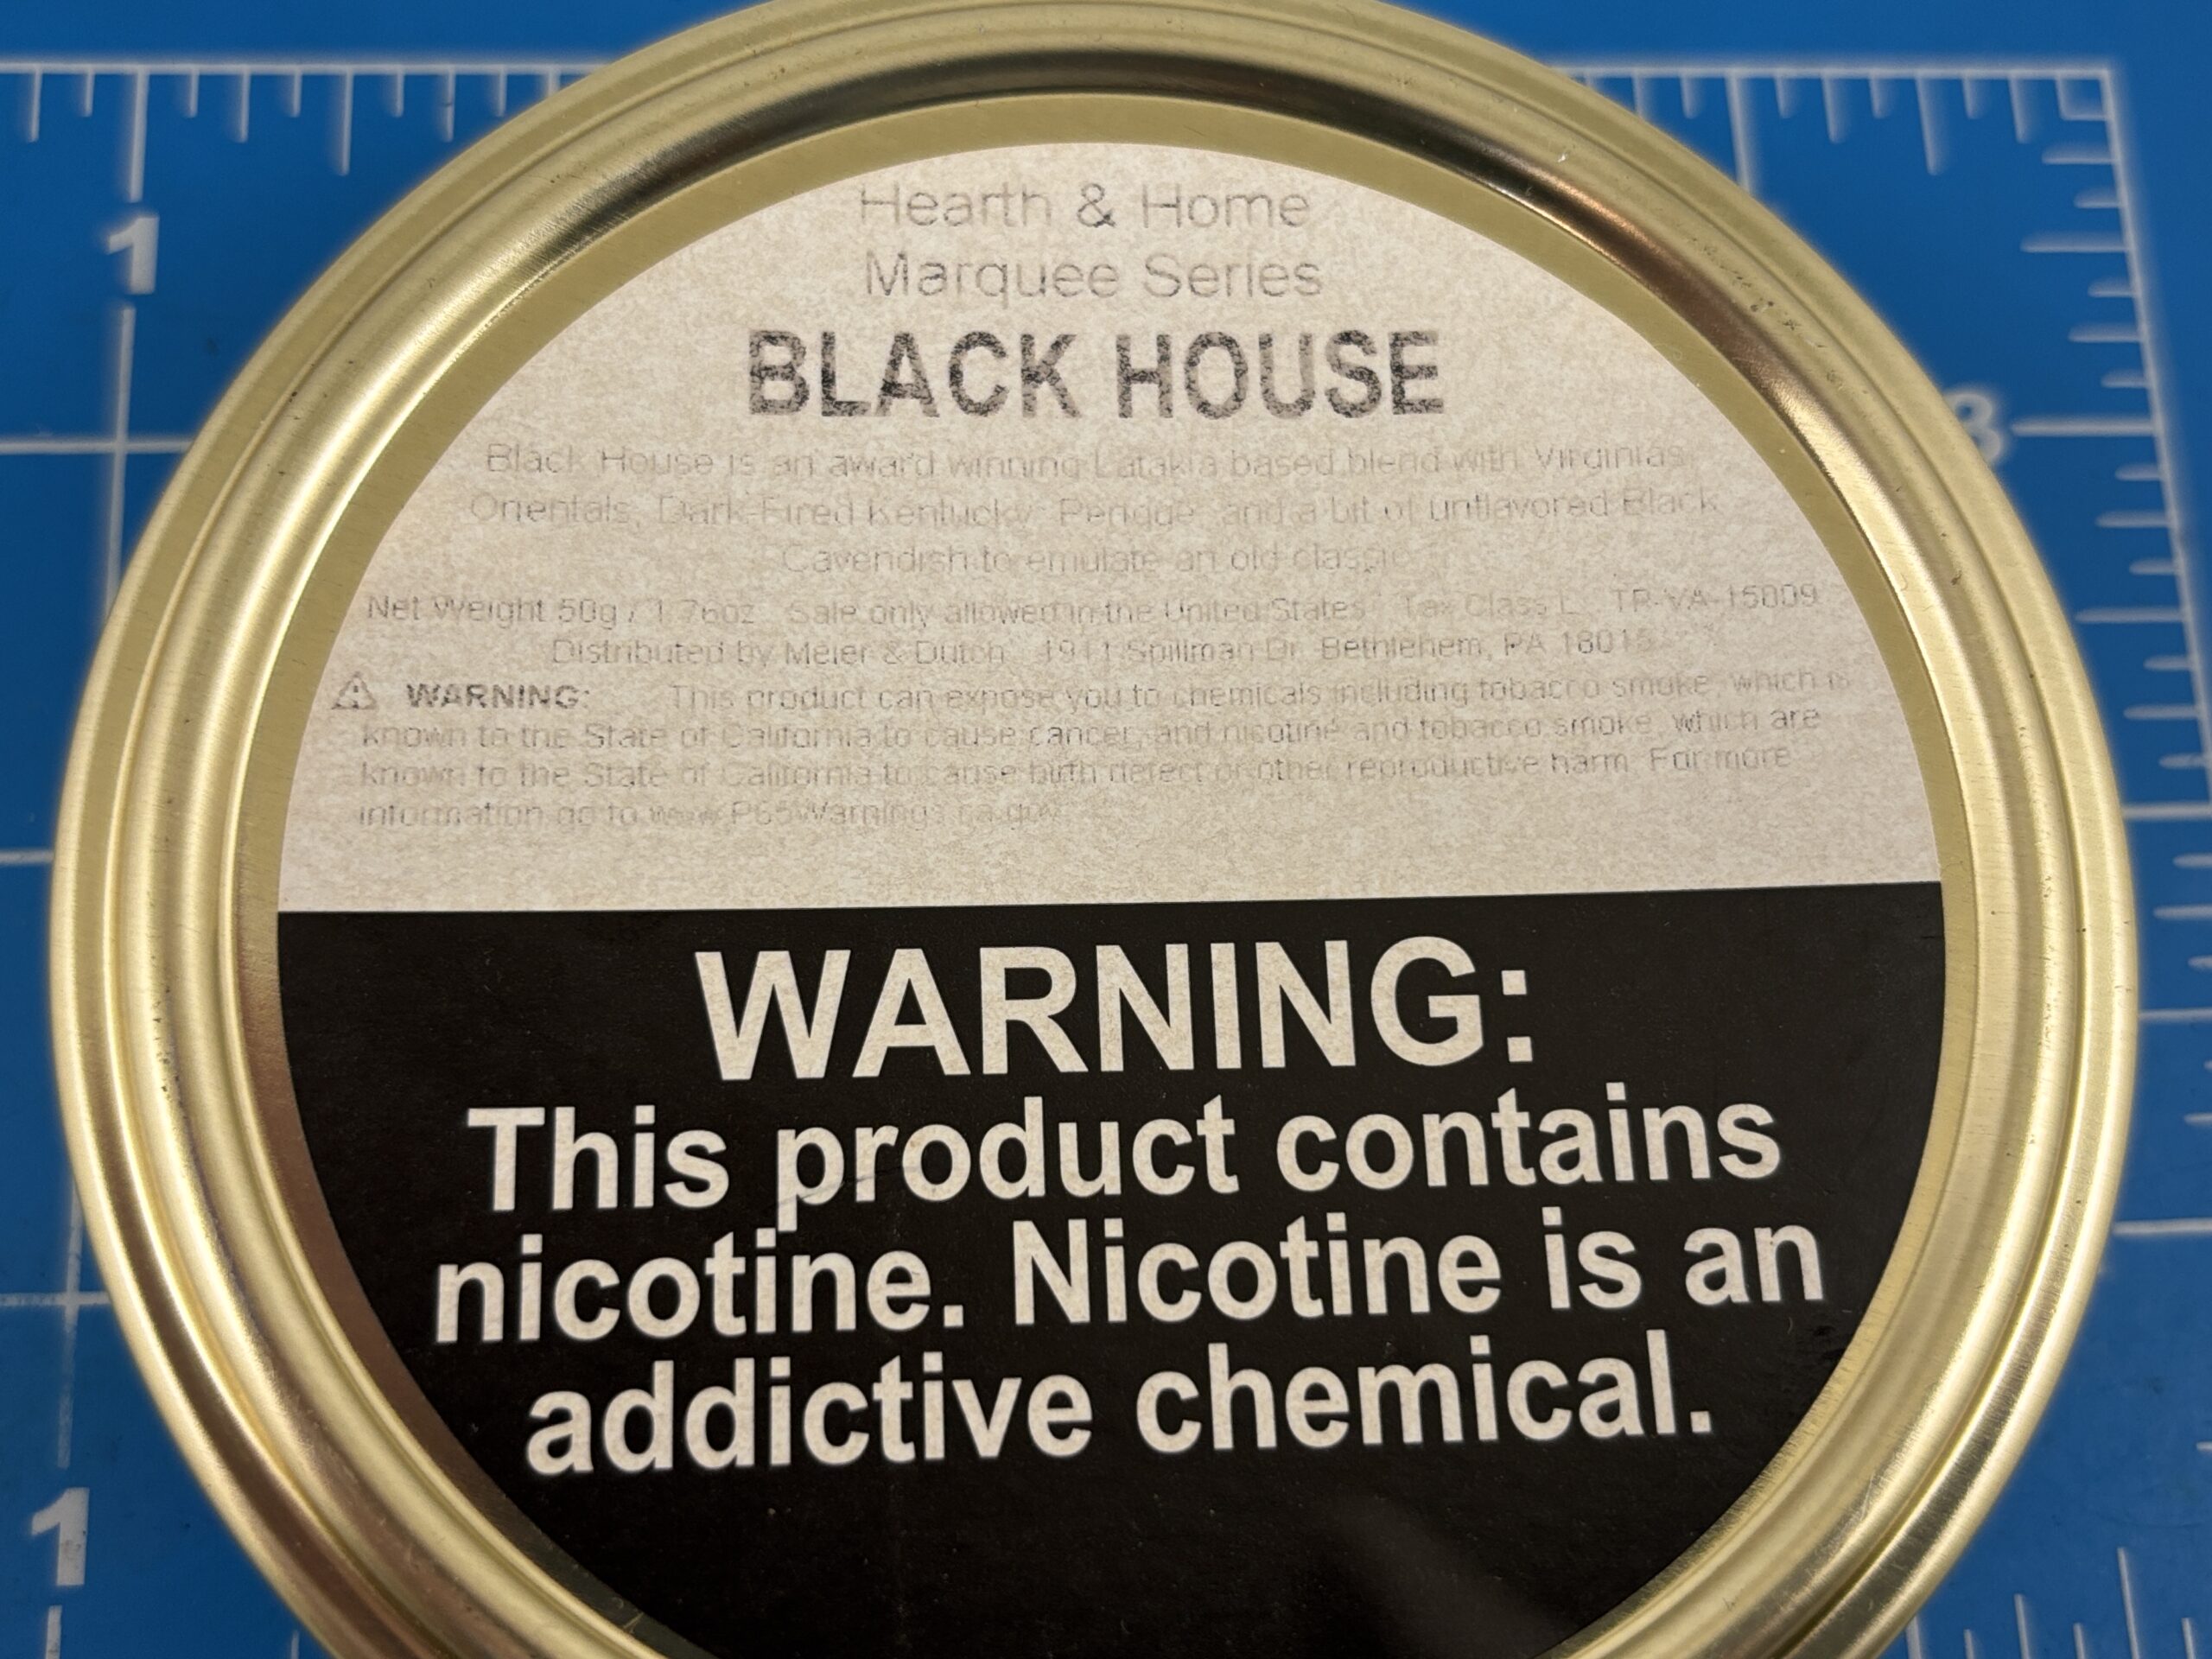 Hearth & Home
Marquee Series
BLACK HOUSE
Black House is an award winning Latakia based blend with Virginias,
Orientals, Dark-Fired Kentucky, Perique, and a bit of unflavored Black
Cavendish to emulate an old classic
Net Weight 50g / 1.76oz Sale only allowed in the United States Tax Class L TP-VA-15009
Distributed by Meier & Dutch 1911 Spillman Dr. Bethlehem, PA 18015
⚠ WARNING: This product can expose you to chemicals including tobacco smoke, which is
known to the State of California to cause cancer, and nicotine and tobacco smoke, which are
known to the State of California to cause birth defect or other reproductive harm. For more
information go to www.P65Warnings.ca.gov
WARNING:
This product contains
nicotine. Nicotine is an
addictive chemical.
1
3
1